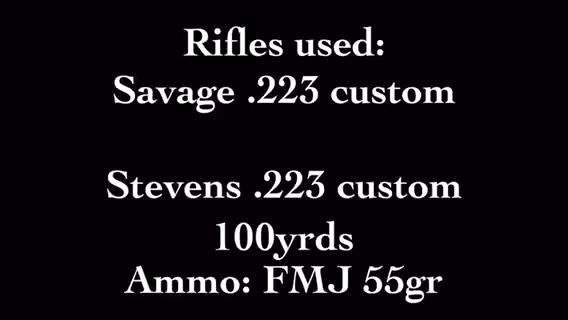 Rifles used:
Savage .223 custom
Stevens .223 custom
100yrds
Ammo: FMJ 55gr